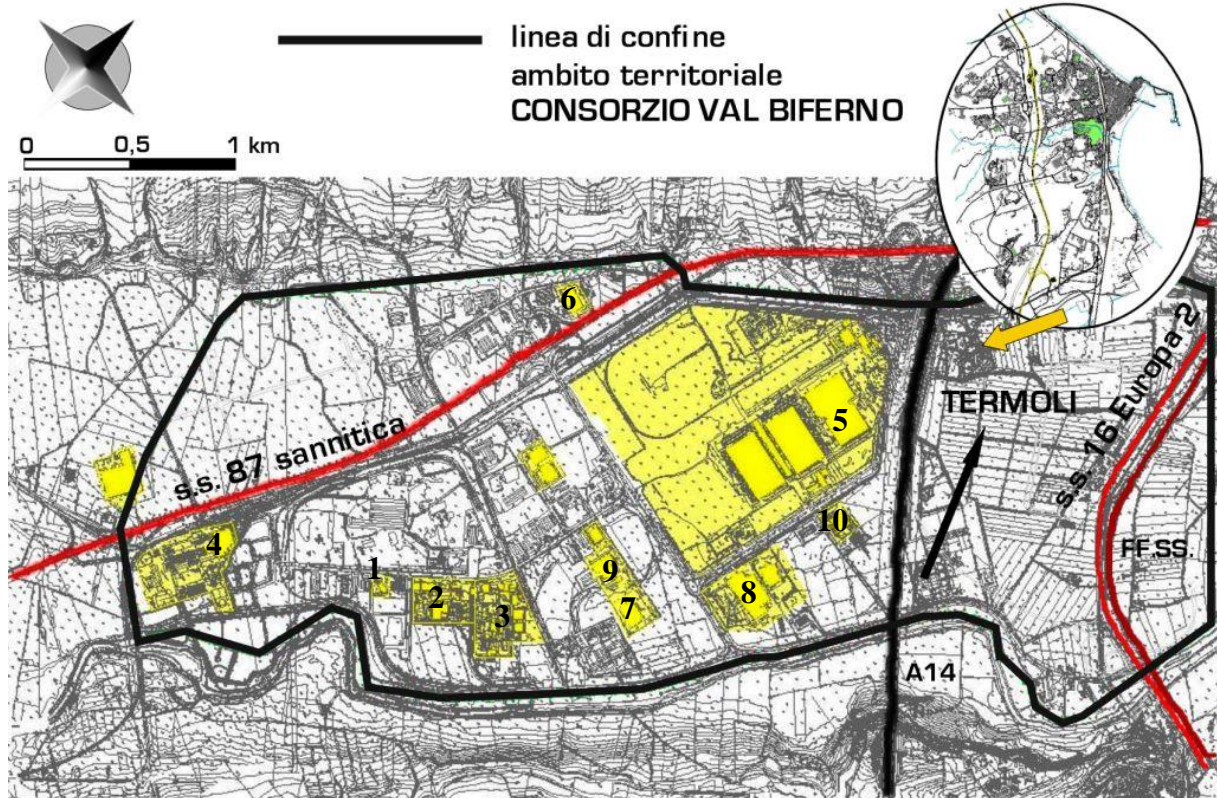 linea di confine
ambito territoriale
CONSORZIO VAL BIFERNO
0 0,5 1 km
6
s.s. 87 sannitica
5
TERMOLI
s.s. 16 Europa 2
4
10
FF.SS.
1
2
3
9
7
8
A14